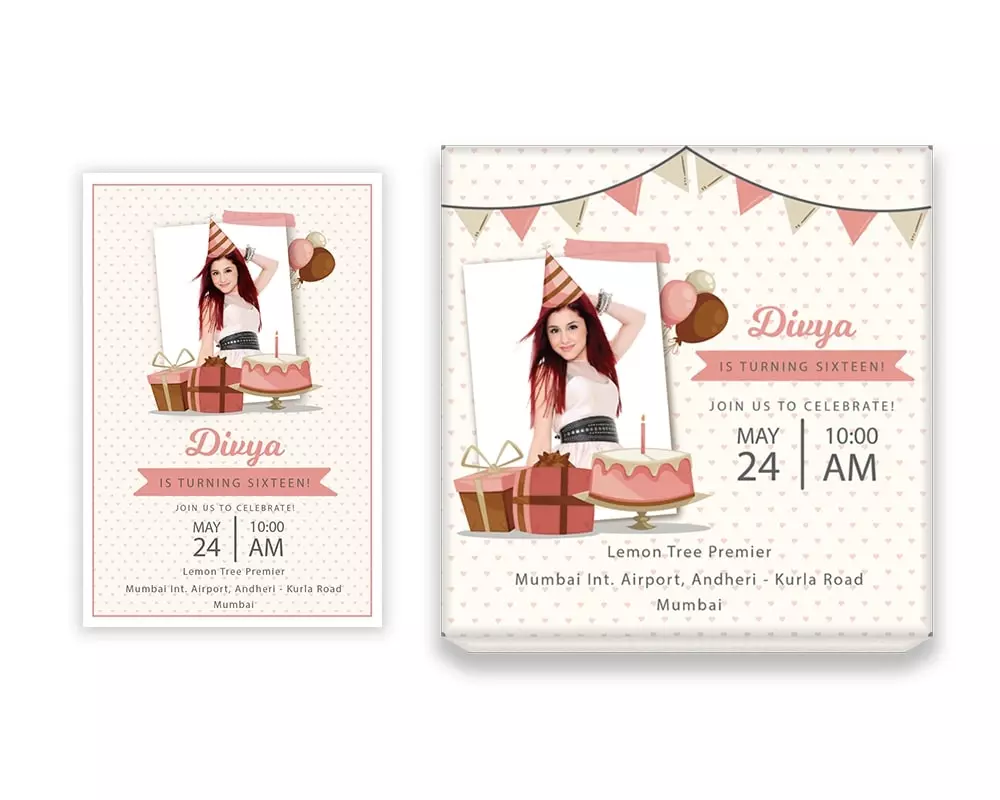 Divya
IS TURNING SIXTEEN!
JOIN US TO CELEBRATE!
MAY 10:00
24 AM
Lemon Tree Premier
Mumbai Int. Airport, Andheri - Kurla Road
Mumbai
Divya
IS TURNING SIXTEEN!
JOIN US TO CELEBRATE!
MAY 10:00
24 AM
Lemon Tree Premier
Mumbai Int. Airport, Andheri - Kurla Road
Mumbai